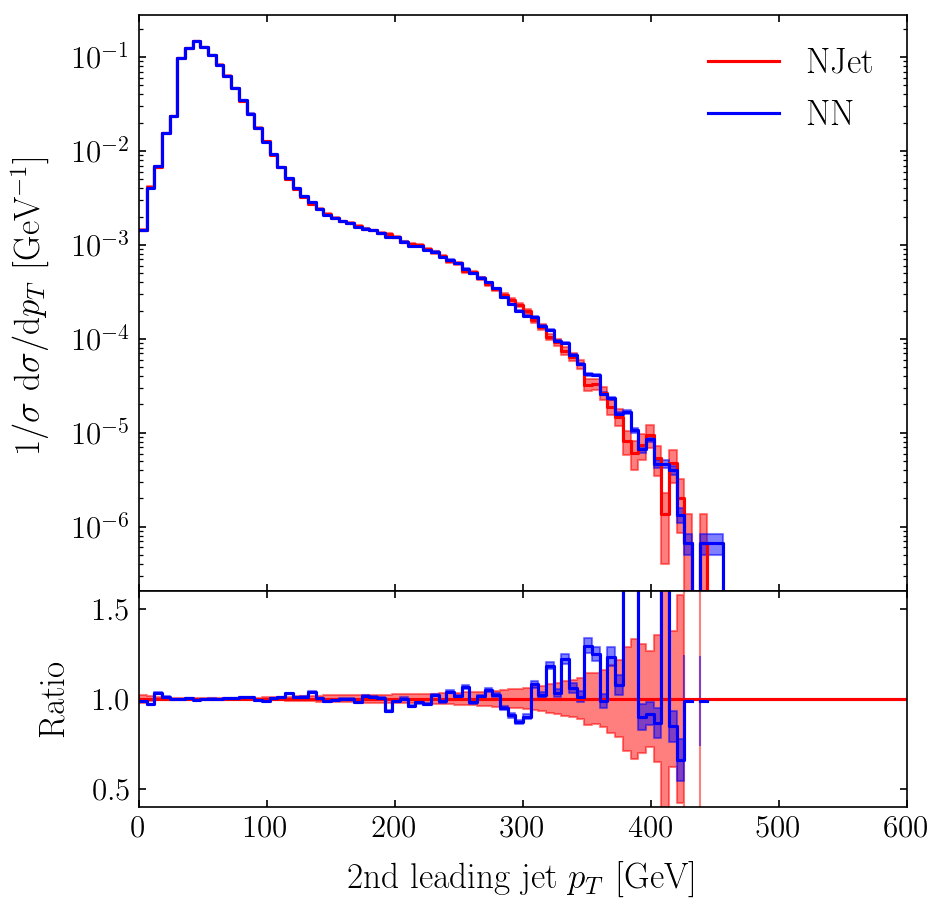 NJet
NN
10⁻¹
10⁻²
10⁻³
10⁻⁴
10⁻⁵
10⁻⁶
1/σ dσ/dp_T [GeV⁻¹]
1.5
1.0
0.5
Ratio
0 100 200 300 400 500 600
2nd leading jet p_T [GeV]